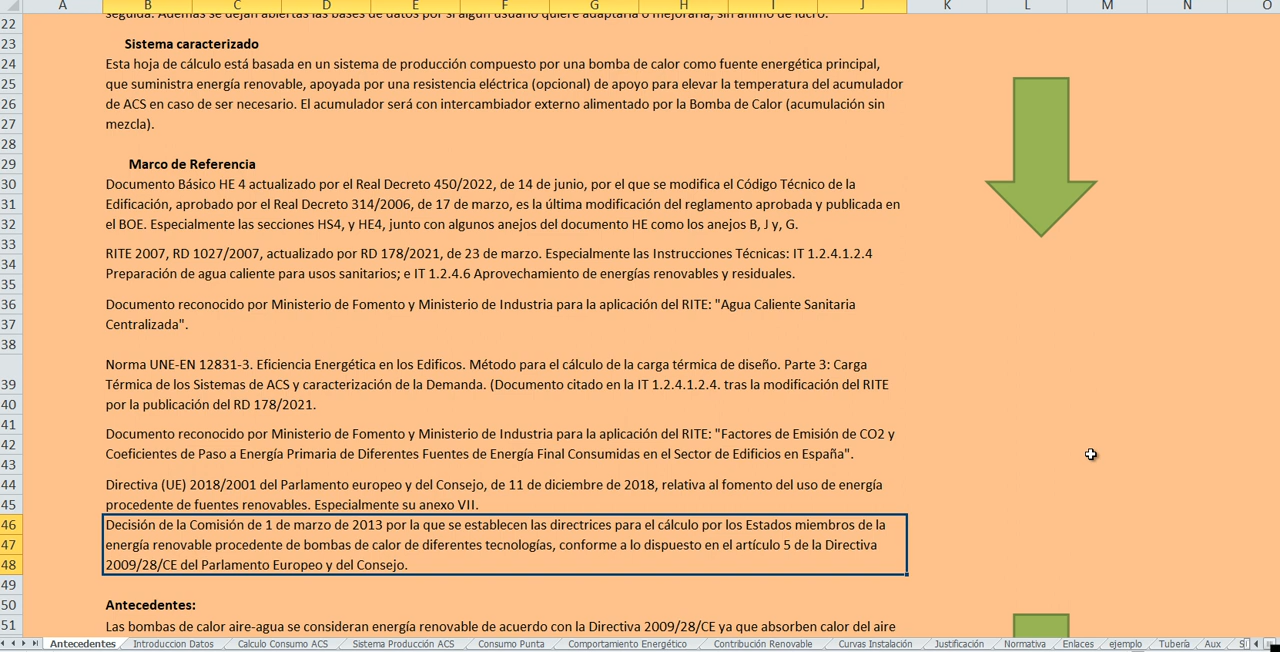 A B C D E F G H I J K L M N O
22 seguida. Además se dejan abiertas las bases de datos por si algún usuario quiere adaptarla o mejorarla, sin ánimo de lucro.
23 Sistema caracterizado
24 Esta hoja de cálculo está basada en un sistema de producción compuesto por una bomba de calor como fuente energética principal,
25 que suministra energía renovable, apoyada por una resistencia eléctrica (opcional) de apoyo para elevar la temperatura del acumulador
26 de ACS en caso de ser necesario. El acumulador será con intercambiador externo alimentado por la Bomba de Calor (acumulación sin
27 mezcla).
28
29 Marco de Referencia
30 Documento Básico HE 4 actualizado por el Real Decreto 450/2022, de 14 de junio, por el que se modifica el Código Técnico de la
31 Edificación, aprobado por el Real Decreto 314/2006, de 17 de marzo, es la última modificación del reglamento aprobada y publicada en
32 el BOE. Especialmente las secciones HS4, y HE4, junto con algunos anejos del documento HE como los anejos B, J y, G.
33
34 RITE 2007, RD 1027/2007, actualizado por RD 178/2021, de 23 de marzo. Especialmente las Instrucciones Técnicas: IT 1.2.4.1.2.4
35 Preparación de agua caliente para usos sanitarios; e IT 1.2.4.6 Aprovechamiento de energías renovables y residuales.
36 Documento reconocido por Ministerio de Fomento y Ministerio de Industria para la aplicación del RITE: "Agua Caliente Sanitaria
37 Centralizada".
38
Norma UNE-EN 12831-3. Eficiencia Energética en los Edificos. Método para el cálculo de la carga térmica de diseño. Parte 3: Carga
39 Térmica de los Sistemas de ACS y caracterización de la Demanda. (Documento citado en la IT 1.2.4.1.2.4. tras la modificación del RITE
40 por la publicación del RD 178/2021.
41
42 Documento reconocido por Ministerio de Fomento y Ministerio de Industria para la aplicación del RITE: "Factores de Emisión de CO2 y
43 Coeficientes de Paso a Energía Primaria de Diferentes Fuentes de Energía Final Consumidas en el Sector de Edificios en España".
44 Directiva (UE) 2018/2001 del Parlamento europeo y del Consejo, de 11 de diciembre de 2018, relativa al fomento del uso de energía
45 procedente de fuentes renovables. Especialmente su anexo VII.
46 Decisión de la Comisión de 1 de marzo de 2013 por la que se establecen las directrices para el cálculo por los Estados miembros de la
47 energía renovable procedente de bombas de calor de diferentes tecnologías, conforme a lo dispuesto en el artículo 5 de la Directiva
48 2009/28/CE del Parlamento Europeo y del Consejo.
49
50 Antecedentes:
51 Las bombas de calor aire-agua se consideran energía renovable de acuerdo con la Directiva 2009/28/CE ya que absorben calor del aire
Antecedentes Introduccion Datos Calculo Consumo ACS Sistema Producción ACS Consumo Punta Comportamiento Energético Contribución Renovable Curvas Instalación Justificación Normativa Enlaces ejemplo Tubería Aux